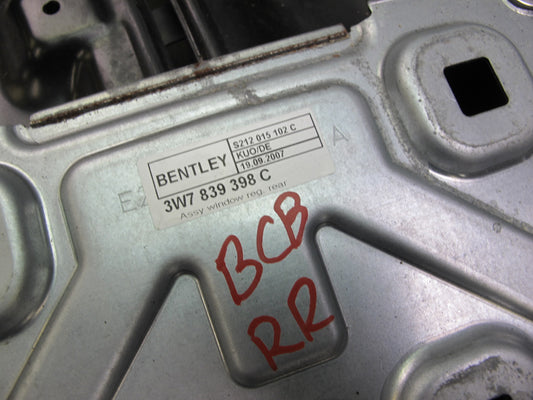 BENTLEY
S212 015 102 C
KUO/DE
19.09.2007
3W7 839 398 C
Assy window reg. rear
A
BCB
RR